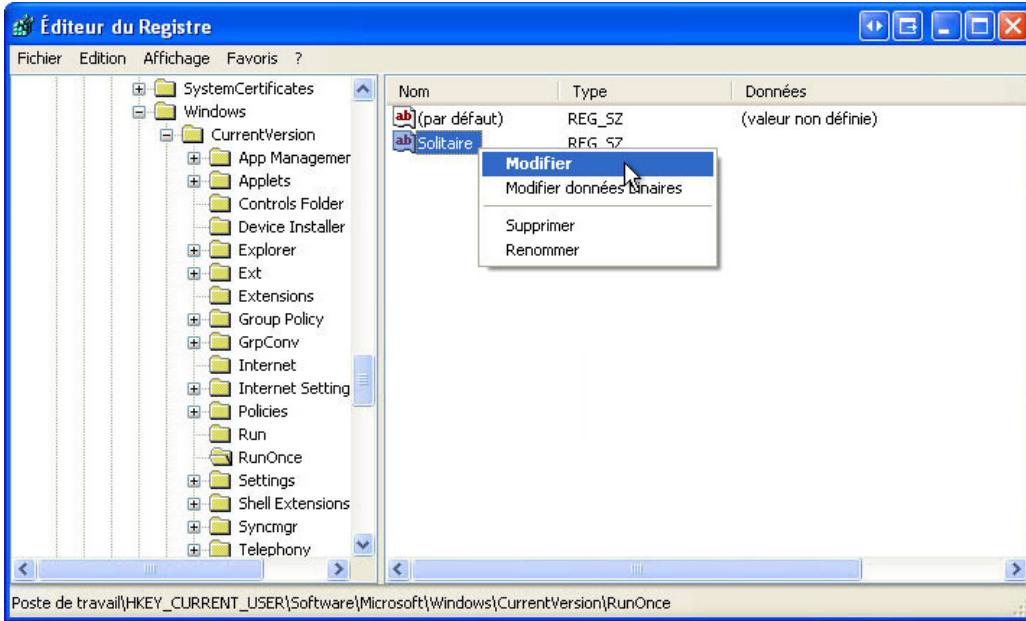 Éditeur du Registre
Fichier Edition Affichage Favoris ?
SystemCertificates
Windows
CurrentVersion
App Managemer
Applets
Controls Folder
Device Installer
Explorer
Ext
Extensions
Group Policy
GrpConv
Internet
Internet Setting
Policies
Run
RunOnce
Settings
Shell Extensions
Syncmgr
Telephony
Nom Type Données
ab (par défaut) REG_SZ (valeur non définie)
ab Solitaire REG_SZ
Modifier
Modifier données binaires
Supprimer
Renommer
Poste de travail\HKEY_CURRENT_USER\Software\Microsoft\Windows\CurrentVersion\RunOnce